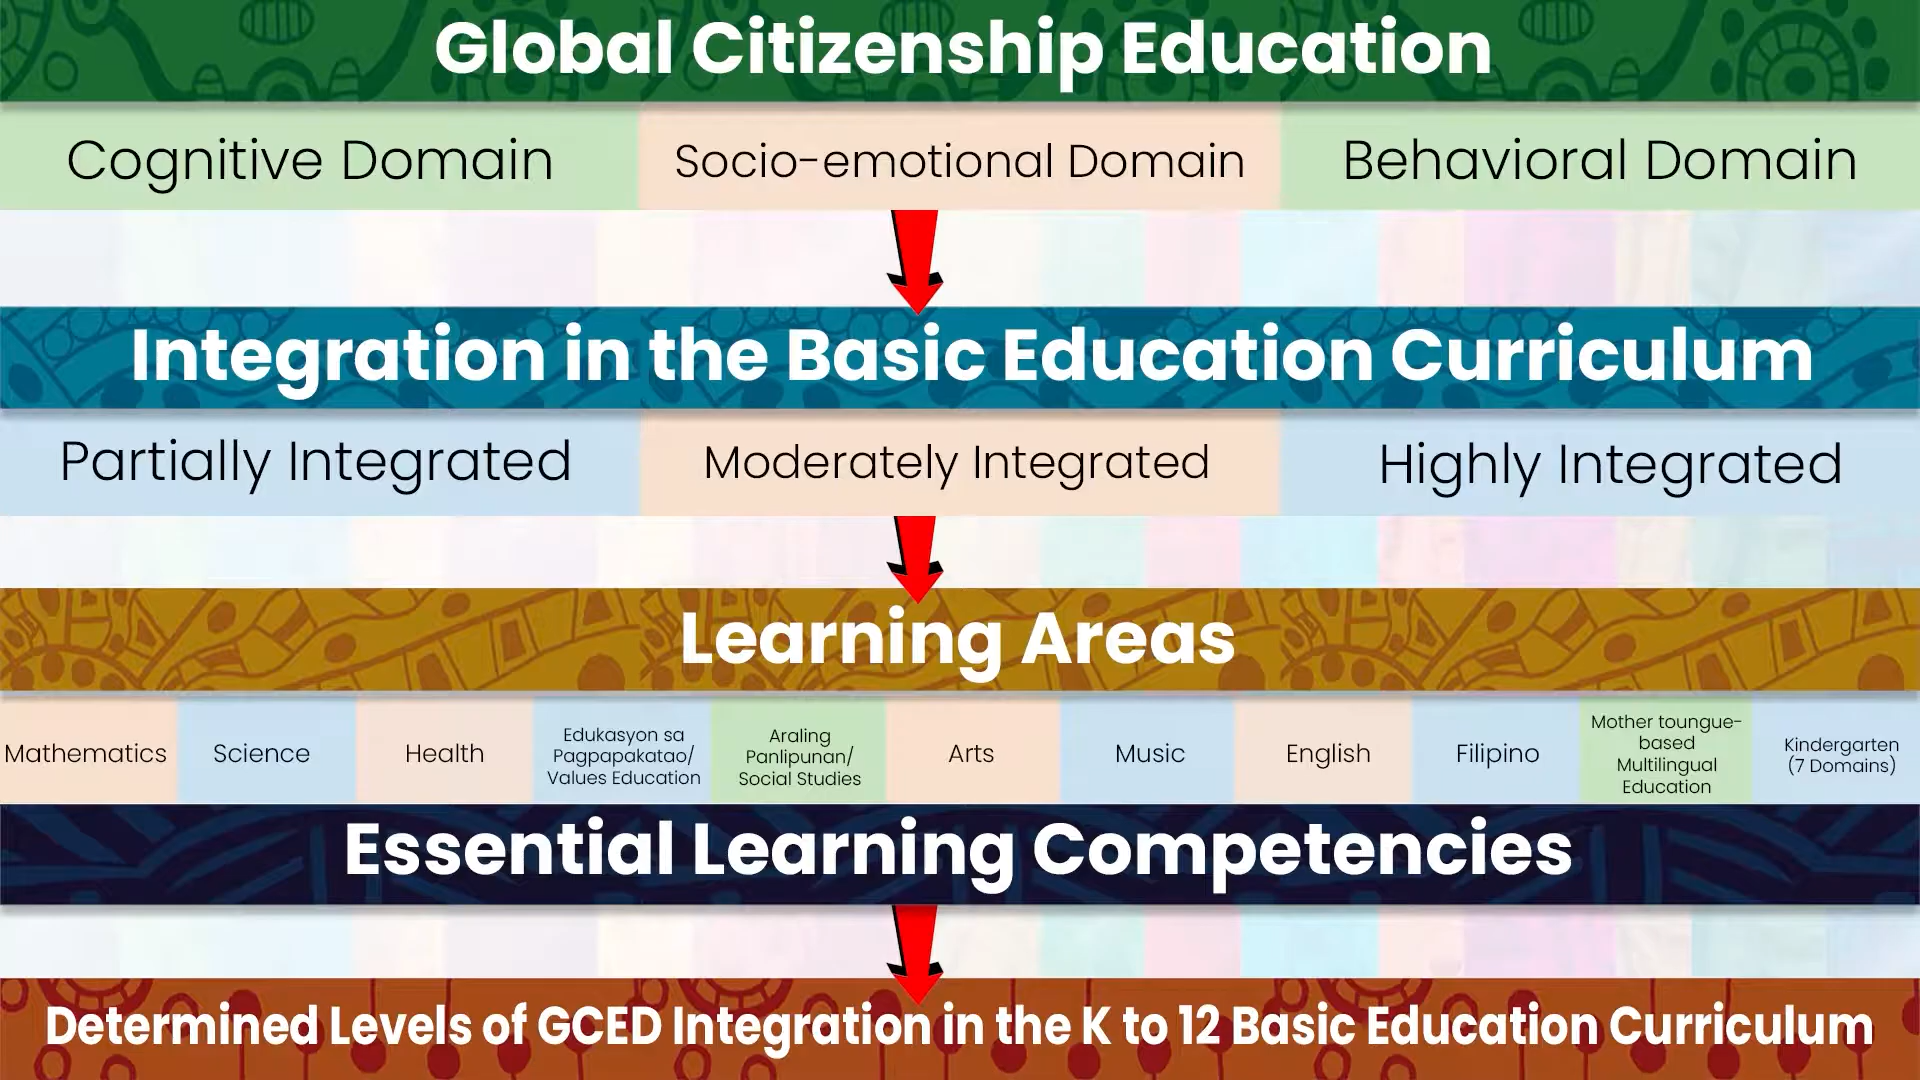 Global Citizenship Education
Cognitive Domain
Socio-emotional Domain
Behavioral Domain
Integration in the Basic Education Curriculum
Partially Integrated
Moderately Integrated
Highly Integrated
Learning Areas
Mathematics
Science
Health
Edukasyon sa
Pagpapakatao/
Values Education
Araling
Panlipunan/
Social Studies
Arts
Music
English
Filipino
Mother toungue-
based
Multilingual
Education
Kindergarten
(7 Domains)
Essential Learning Competencies
Determined Levels of GCED Integration in the K to 12 Basic Education Curriculum